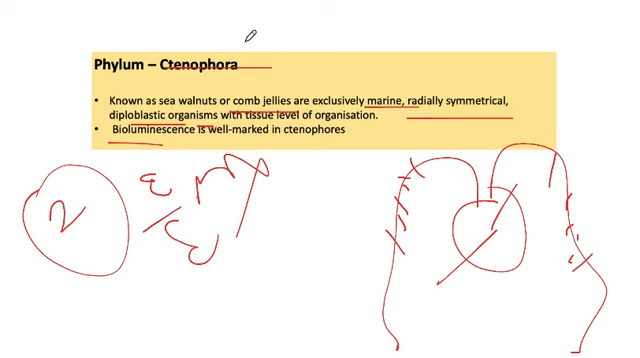 Phylum – Ctenophora
• Known as sea walnuts or comb jellies are exclusively marine, radially symmetrical,
diploblastic organisms with tissue level of organisation.
• Bioluminescence is well-marked in ctenophores
2